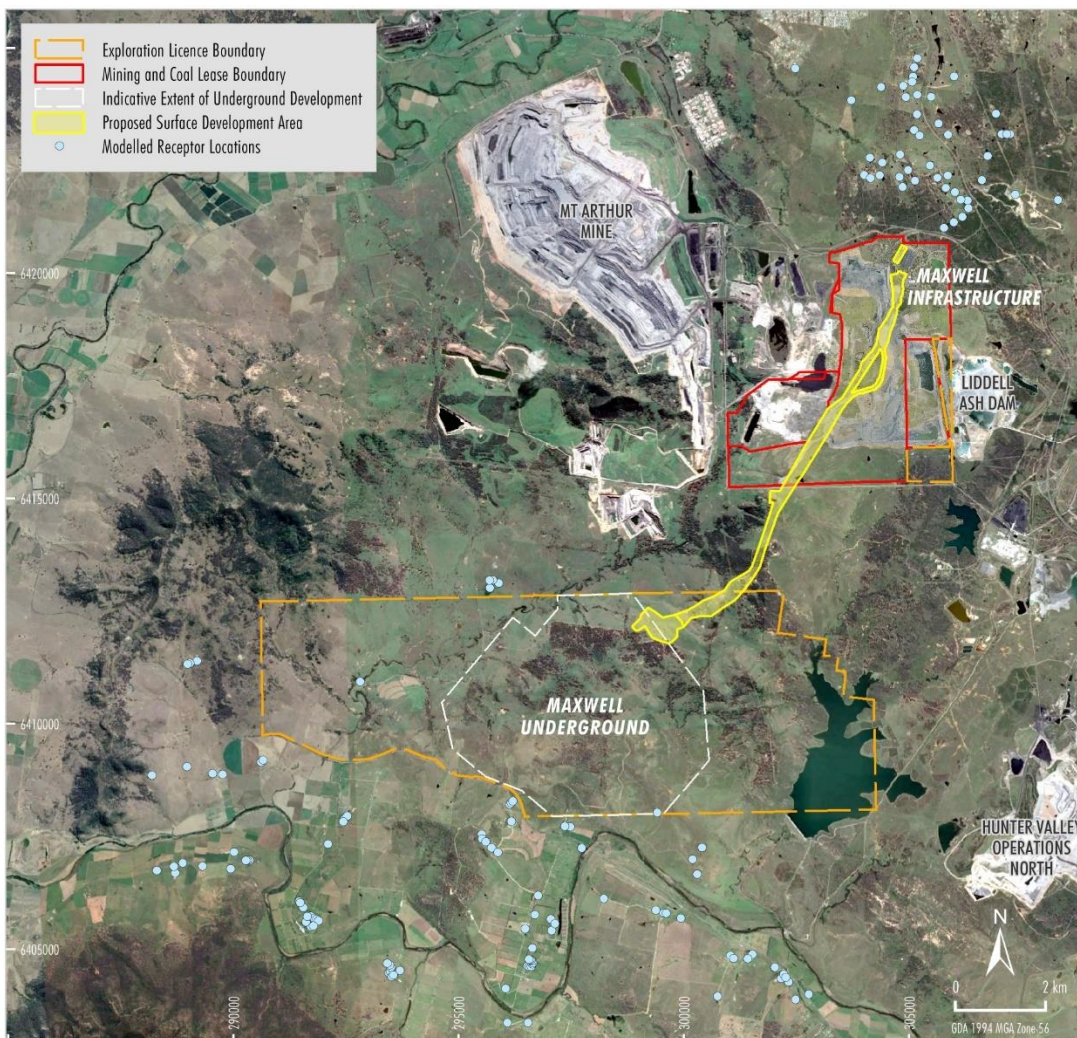 Exploration Licence Boundary
Mining and Coal Lease Boundary
Indicative Extent of Underground Development
Proposed Surface Development Area
Modelled Receptor Locations
MT ARTHUR
MINE
MAXWELL
INFRASTRUCTURE
LIDDELL
ASH DAM
MAXWELL
UNDERGROUND
HUNTER VALLEY
OPERATIONS
NORTH
6420000
6415000
6410000
6405000
290000
295000
300000
305000
N
0 2 km
GDA 1994 MGA Zone 56